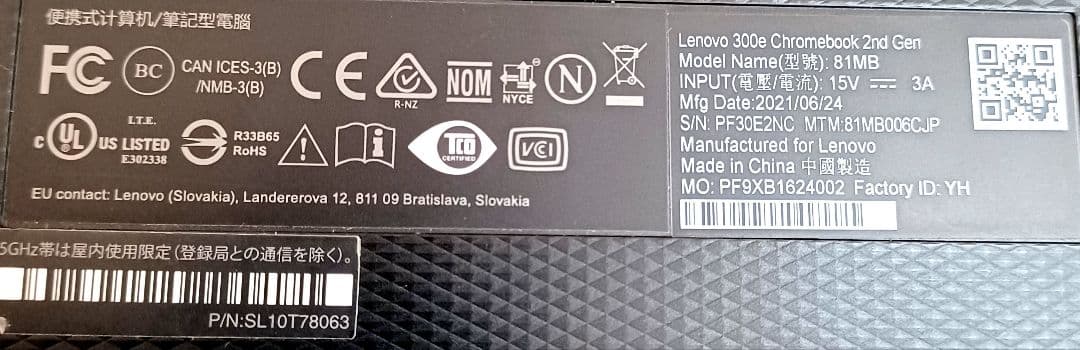 便携式计算机/筆記型電腦
FC
BC
CAN ICES-3(B)
/NMB-3(B)
CE
R-NZ
NOM
NYCE
N
c UL US LISTED
I.T.E.
E302338
R33B65
RoHS
TCO
CERTIFIED
VCI
EU contact: Lenovo (Slovakia), Landererova 12, 811 09 Bratislava, Slovakia
Lenovo 300e Chromebook 2nd Gen
Model Name(型號): 81MB
INPUT(電壓/電流): 15V ⎓ 3A
Mfg Date:2021/06/24
S/N: PF30E2NC MTM:81MB006CJP
Manufactured for Lenovo
Made in China 中國製造
MO: PF9XB1624002 Factory ID: YH
5GHz帯は屋内使用限定(登録局との通信を除く)。
P/N:SL10T78063